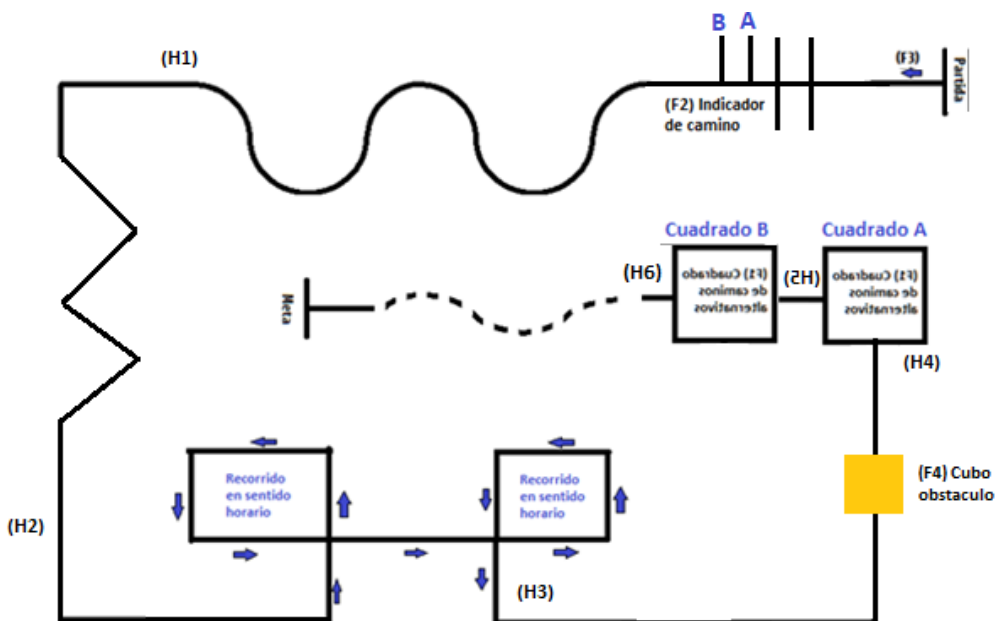 B A
(H1)
(F3)
Partida
(F2) Indicador
de camino
Cuadrado B
Cuadrado A
(H6)
(F1) Cuadrado
de caminos
alternativos
(H5)
(F1) Cuadrado
de caminos
alternativos
Meta
(H4)
Recorrido
en sentido
horario
Recorrido
en sentido
horario
(F4) Cubo
obstaculo
(H2)
(H3)